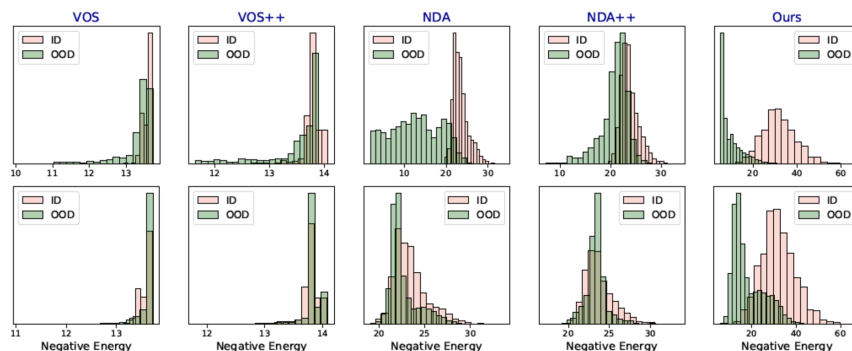 VOS VOS++ NDA NDA++ Ours
ID ID ID ID ID
OOD OOD OOD OOD OOD
10 11 12 13 12 13 14 10 20 30 10 20 30 20 40 60
ID ID ID ID ID
OOD OOD OOD OOD OOD
11 12 13 12 13 14 20 25 30 20 25 30 20 40 60
Negative Energy Negative Energy Negative Energy Negative Energy Negative Energy